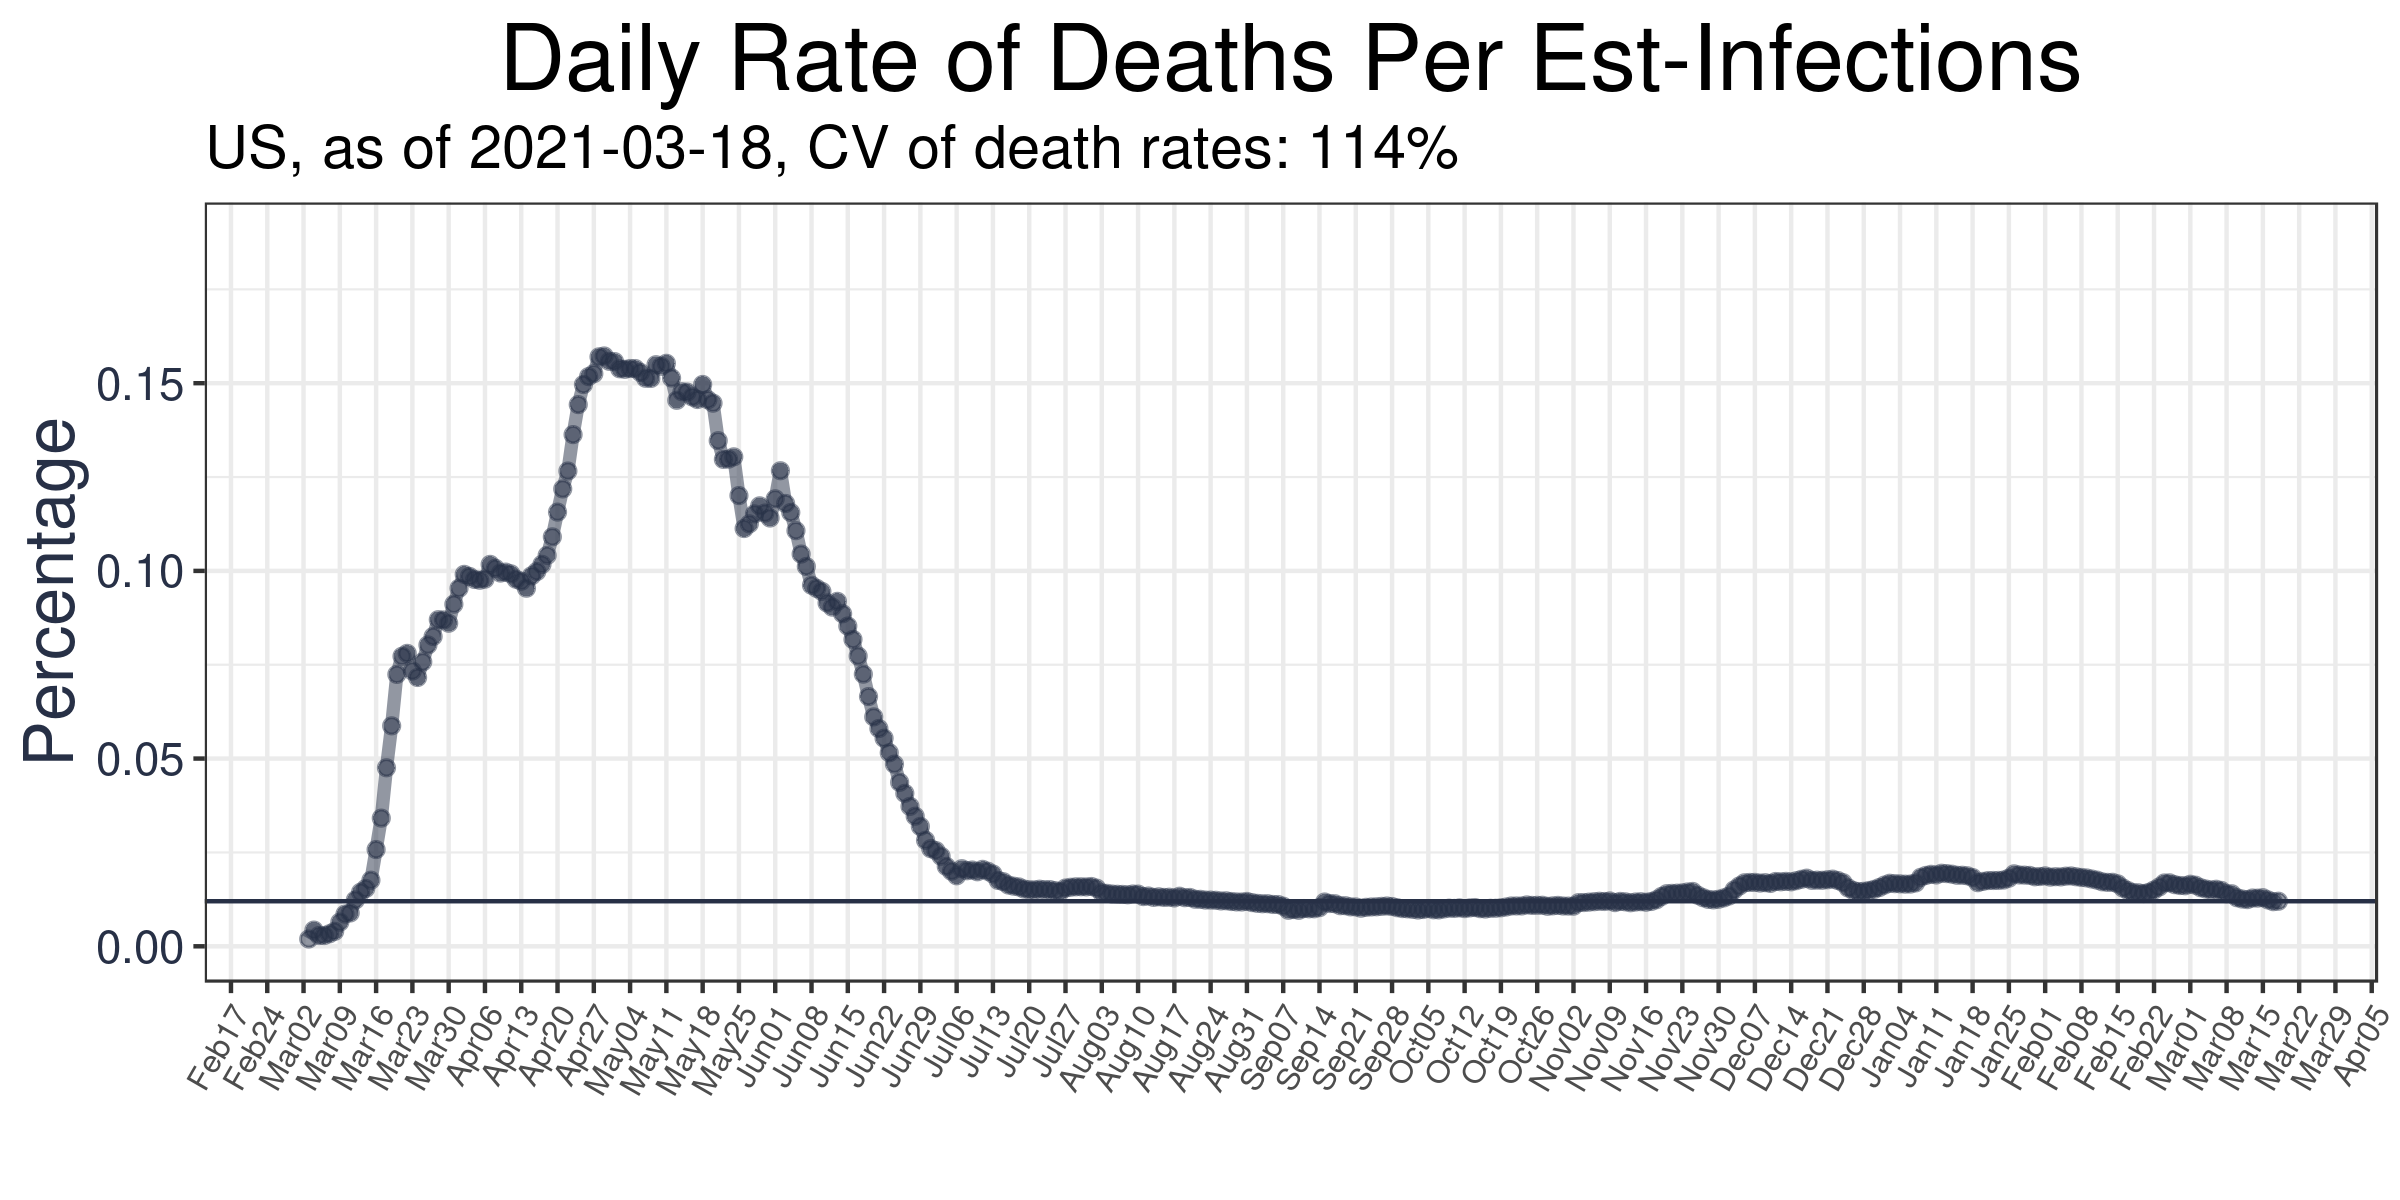 Daily Rate of Deaths Per Est-Infections
US, as of 2021-03-18, CV of death rates: 114%
Percentage
0.15
0.10
0.05
0.00
Feb17
Feb24
Mar02
Mar09
Mar16
Mar23
Mar30
Apr06
Apr13
Apr20
Apr27
May04
May11
May18
May25
Jun01
Jun08
Jun15
Jun22
Jun29
Jul06
Jul13
Jul20
Jul27
Aug03
Aug10
Aug17
Aug24
Aug31
Sep07
Sep14
Sep21
Sep28
Oct05
Oct12
Oct19
Oct26
Nov02
Nov09
Nov16
Nov23
Nov30
Nov07
Dec14
Dec21
Dec28
Dec04
Jan11
Jan18
Jan25
Jan01
Feb08
Feb15
Feb22
Feb01
Mar08
Mar15
Mar22
Mar29
Apr05